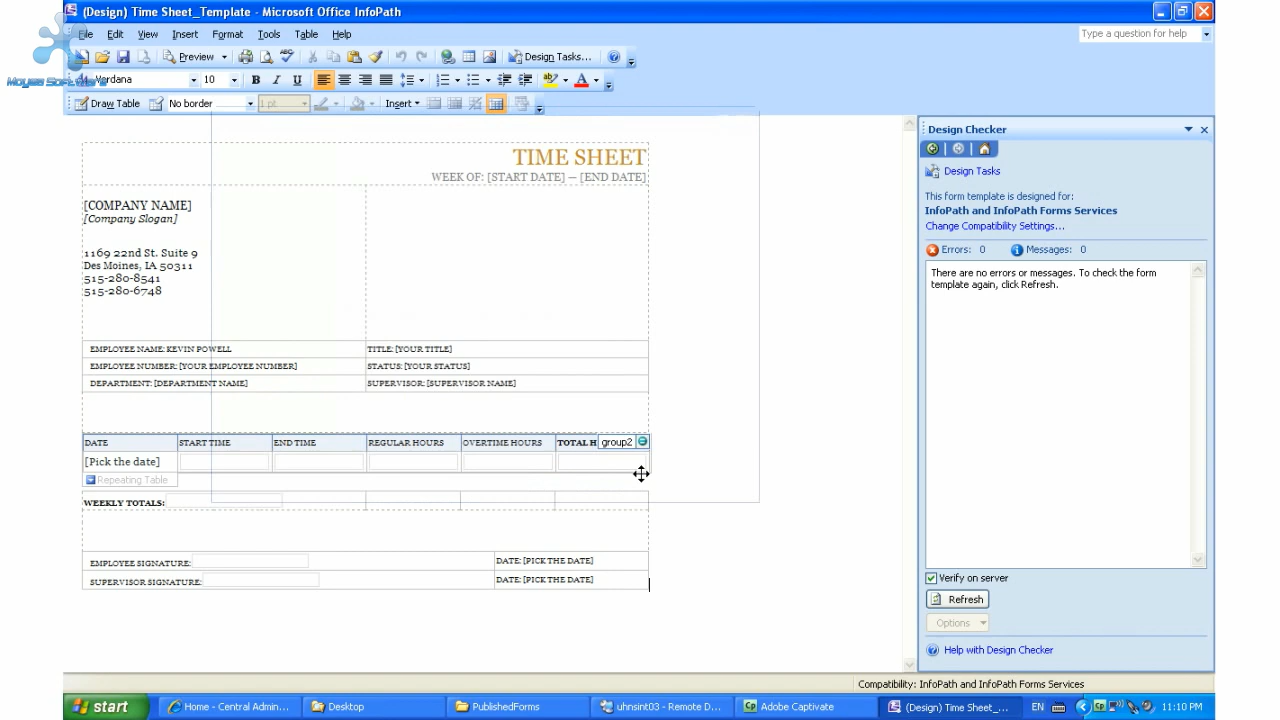 (Design) Time Sheet_Template - Microsoft Office InfoPath
File Edit View Insert Format Tools Table Help
Type a question for help
Preview
Design Tasks...
Moyea Software
Verdana 10 B I U A
Draw Table No border 1 pt Insert
TIME SHEET
WEEK OF: [START DATE] – [END DATE]
[COMPANY NAME]
[Company Slogan]
1169 22nd St. Suite 9
Des Moines, IA 50311
515-280-8541
515-280-6748
EMPLOYEE NAME: KEVIN POWELL TITLE: [YOUR TITLE]
EMPLOYEE NUMBER: [YOUR EMPLOYEE NUMBER] STATUS: [YOUR STATUS]
DEPARTMENT: [DEPARTMENT NAME] SUPERVISOR: [SUPERVISOR NAME]
DATE START TIME END TIME REGULAR HOURS OVERTIME HOURS TOTAL H group2
[Pick the date]
Repeating Table
WEEKLY TOTALS:
EMPLOYEE SIGNATURE: DATE: [PICK THE DATE]
SUPERVISOR SIGNATURE: DATE: [PICK THE DATE]
Design Checker
Design Tasks
This form template is designed for:
InfoPath and InfoPath Forms Services
Change Compatibility Settings...
Errors: 0 Messages: 0
There are no errors or messages. To check the form
template again, click Refresh.
Verify on server
Refresh
Options
Help with Design Checker
Compatibility: InfoPath and InfoPath Forms Services
start
Home - Central Admin...
Desktop
PublishedForms
uhnsint03 - Remote D...
Adobe Captivate
(Design) Time Sheet_...
EN
11:10 PM